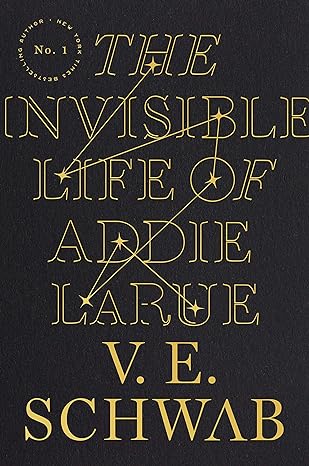 No. 1
NEW YORK TIMES BESTSELLING AUTHOR •
THE
INVISIBLE
LIFE OF
ADDIE
LARUE
V. E.
SCHWAB